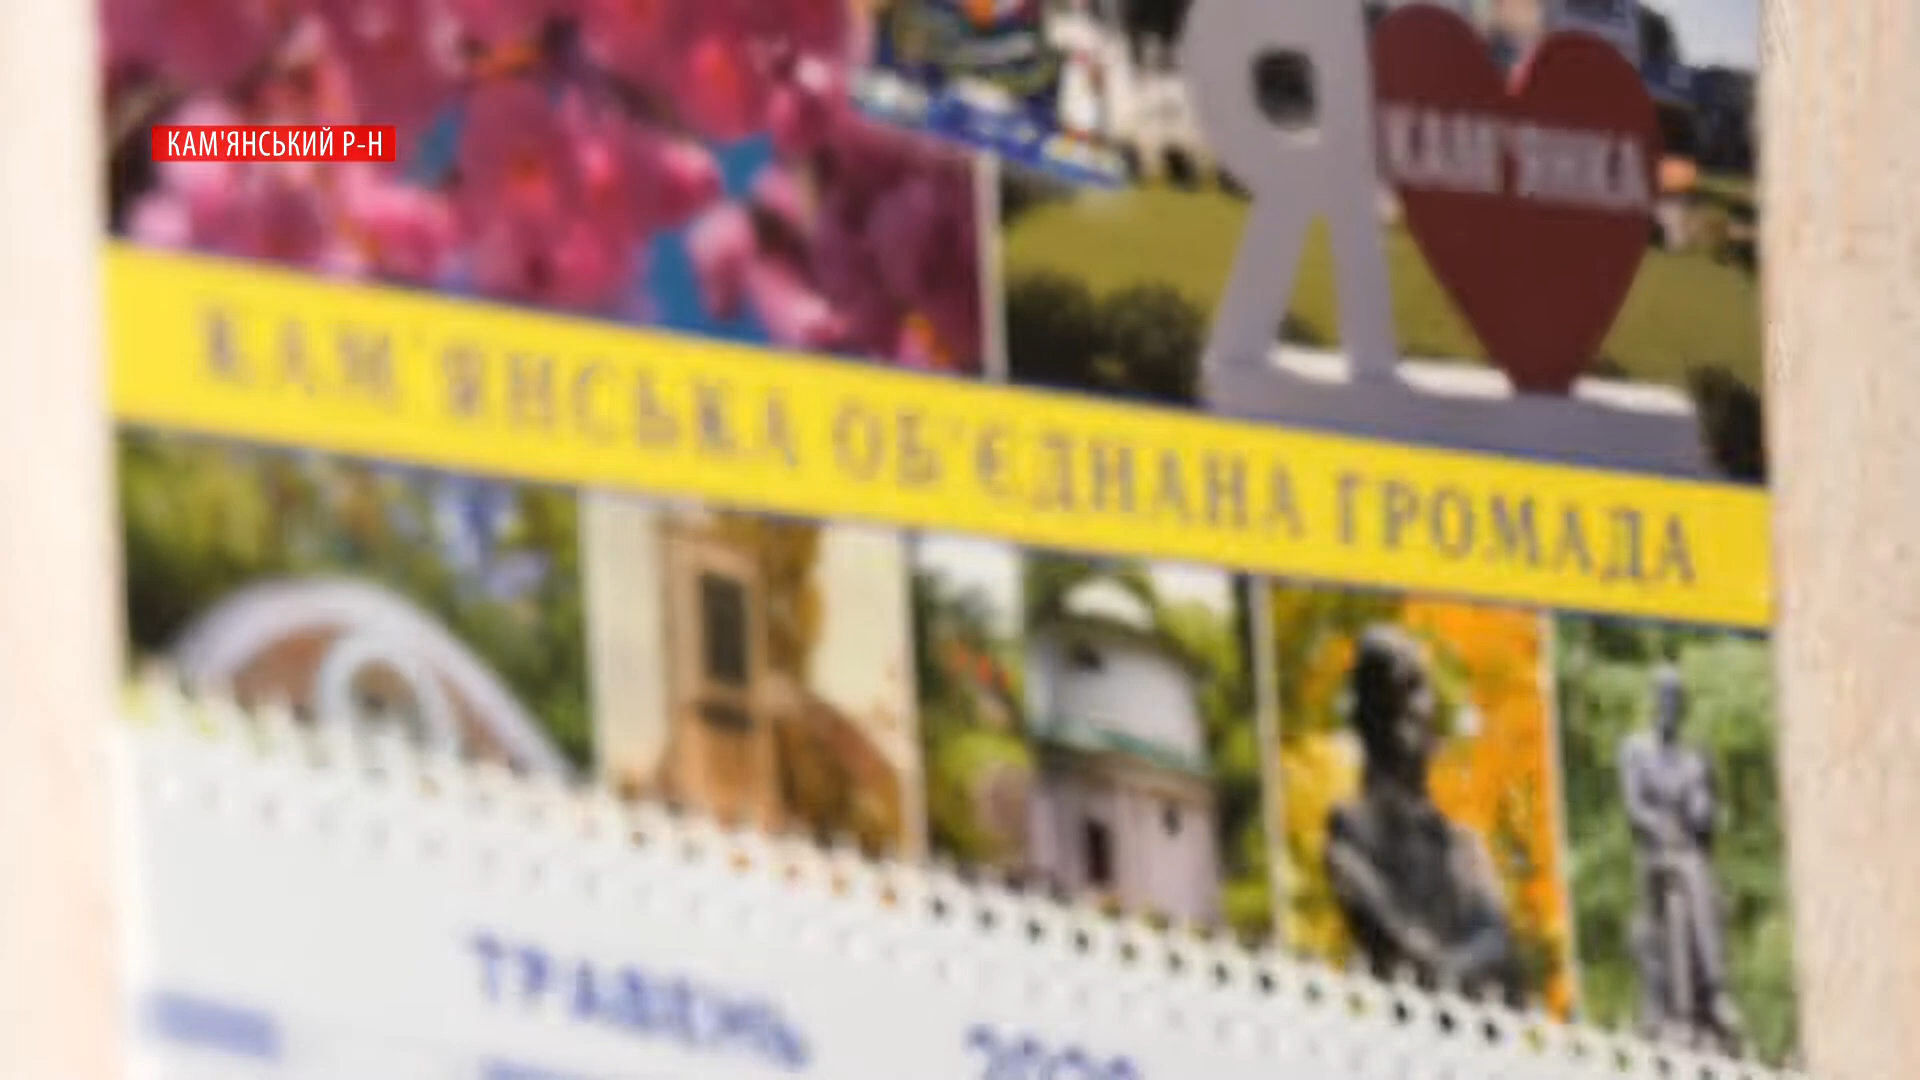 КАМ'ЯНСЬКИЙ Р-Н
Я
КАМ'ЯНКА
КАМ'ЯНСЬКА ОБ'ЄДНАНА ГРОМАДА
ТРАВЕНЬ